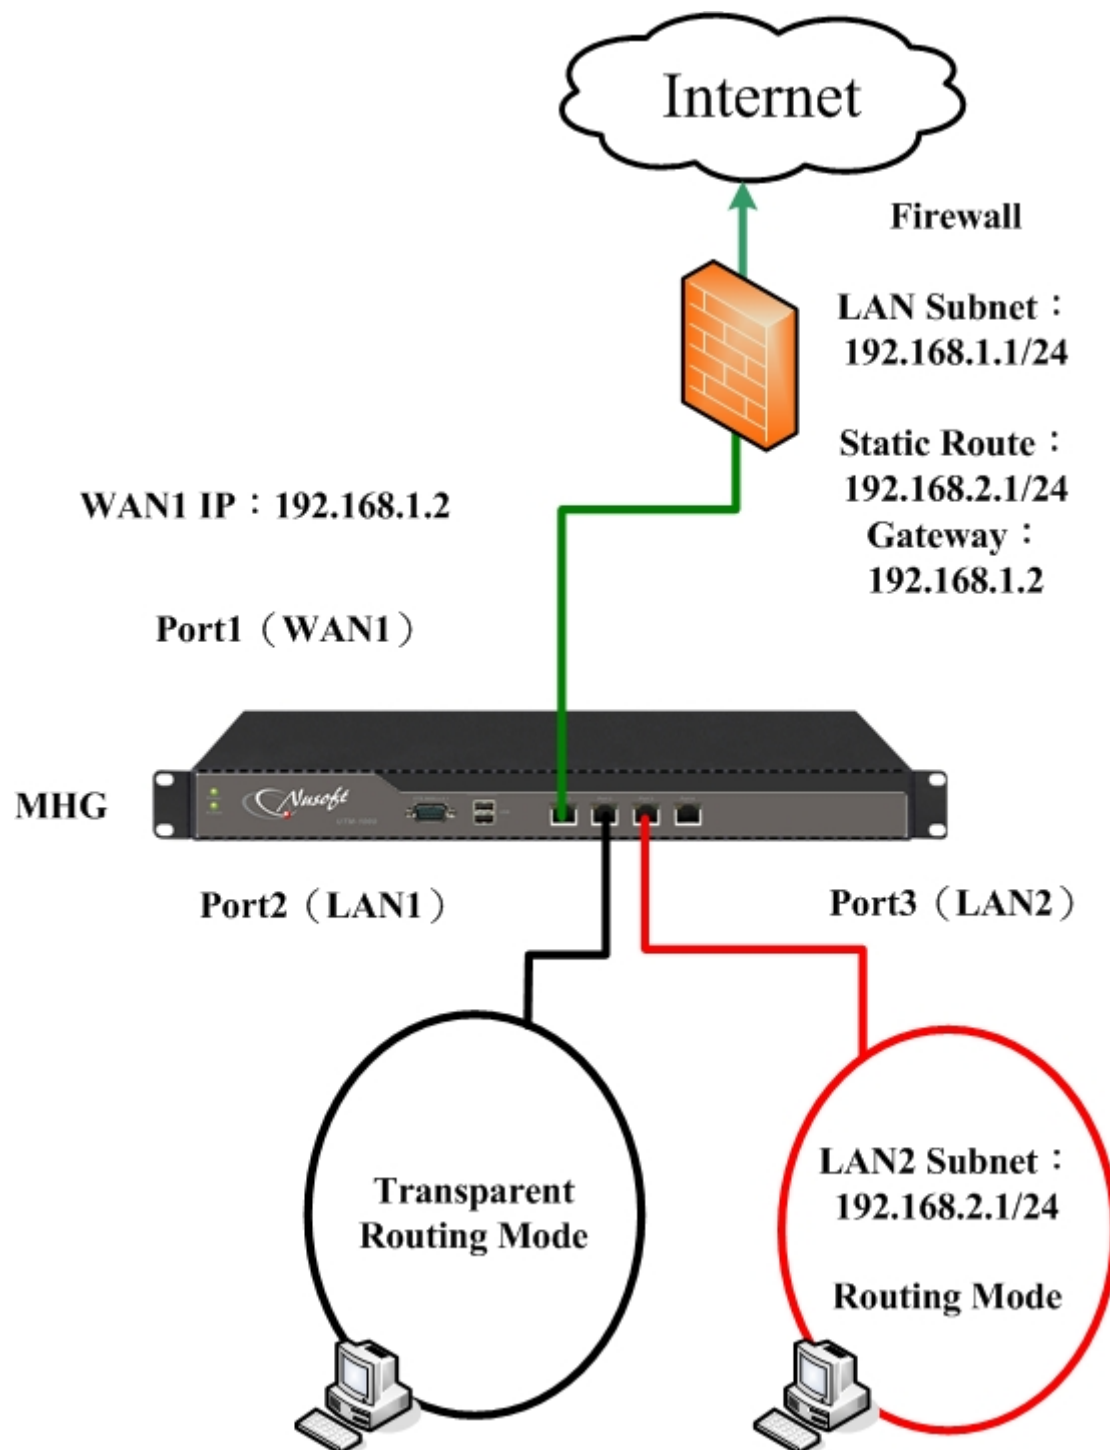 Internet
Firewall
LAN Subnet：
192.168.1.1/24
Static Route：
192.168.2.1/24
Gateway：
192.168.1.2
WAN1 IP：192.168.1.2
Port1（WAN1）
MHG
Nusoft
Port2（LAN1）
Port3（LAN2）
Transparent
Routing Mode
LAN2 Subnet：
192.168.2.1/24
Routing Mode